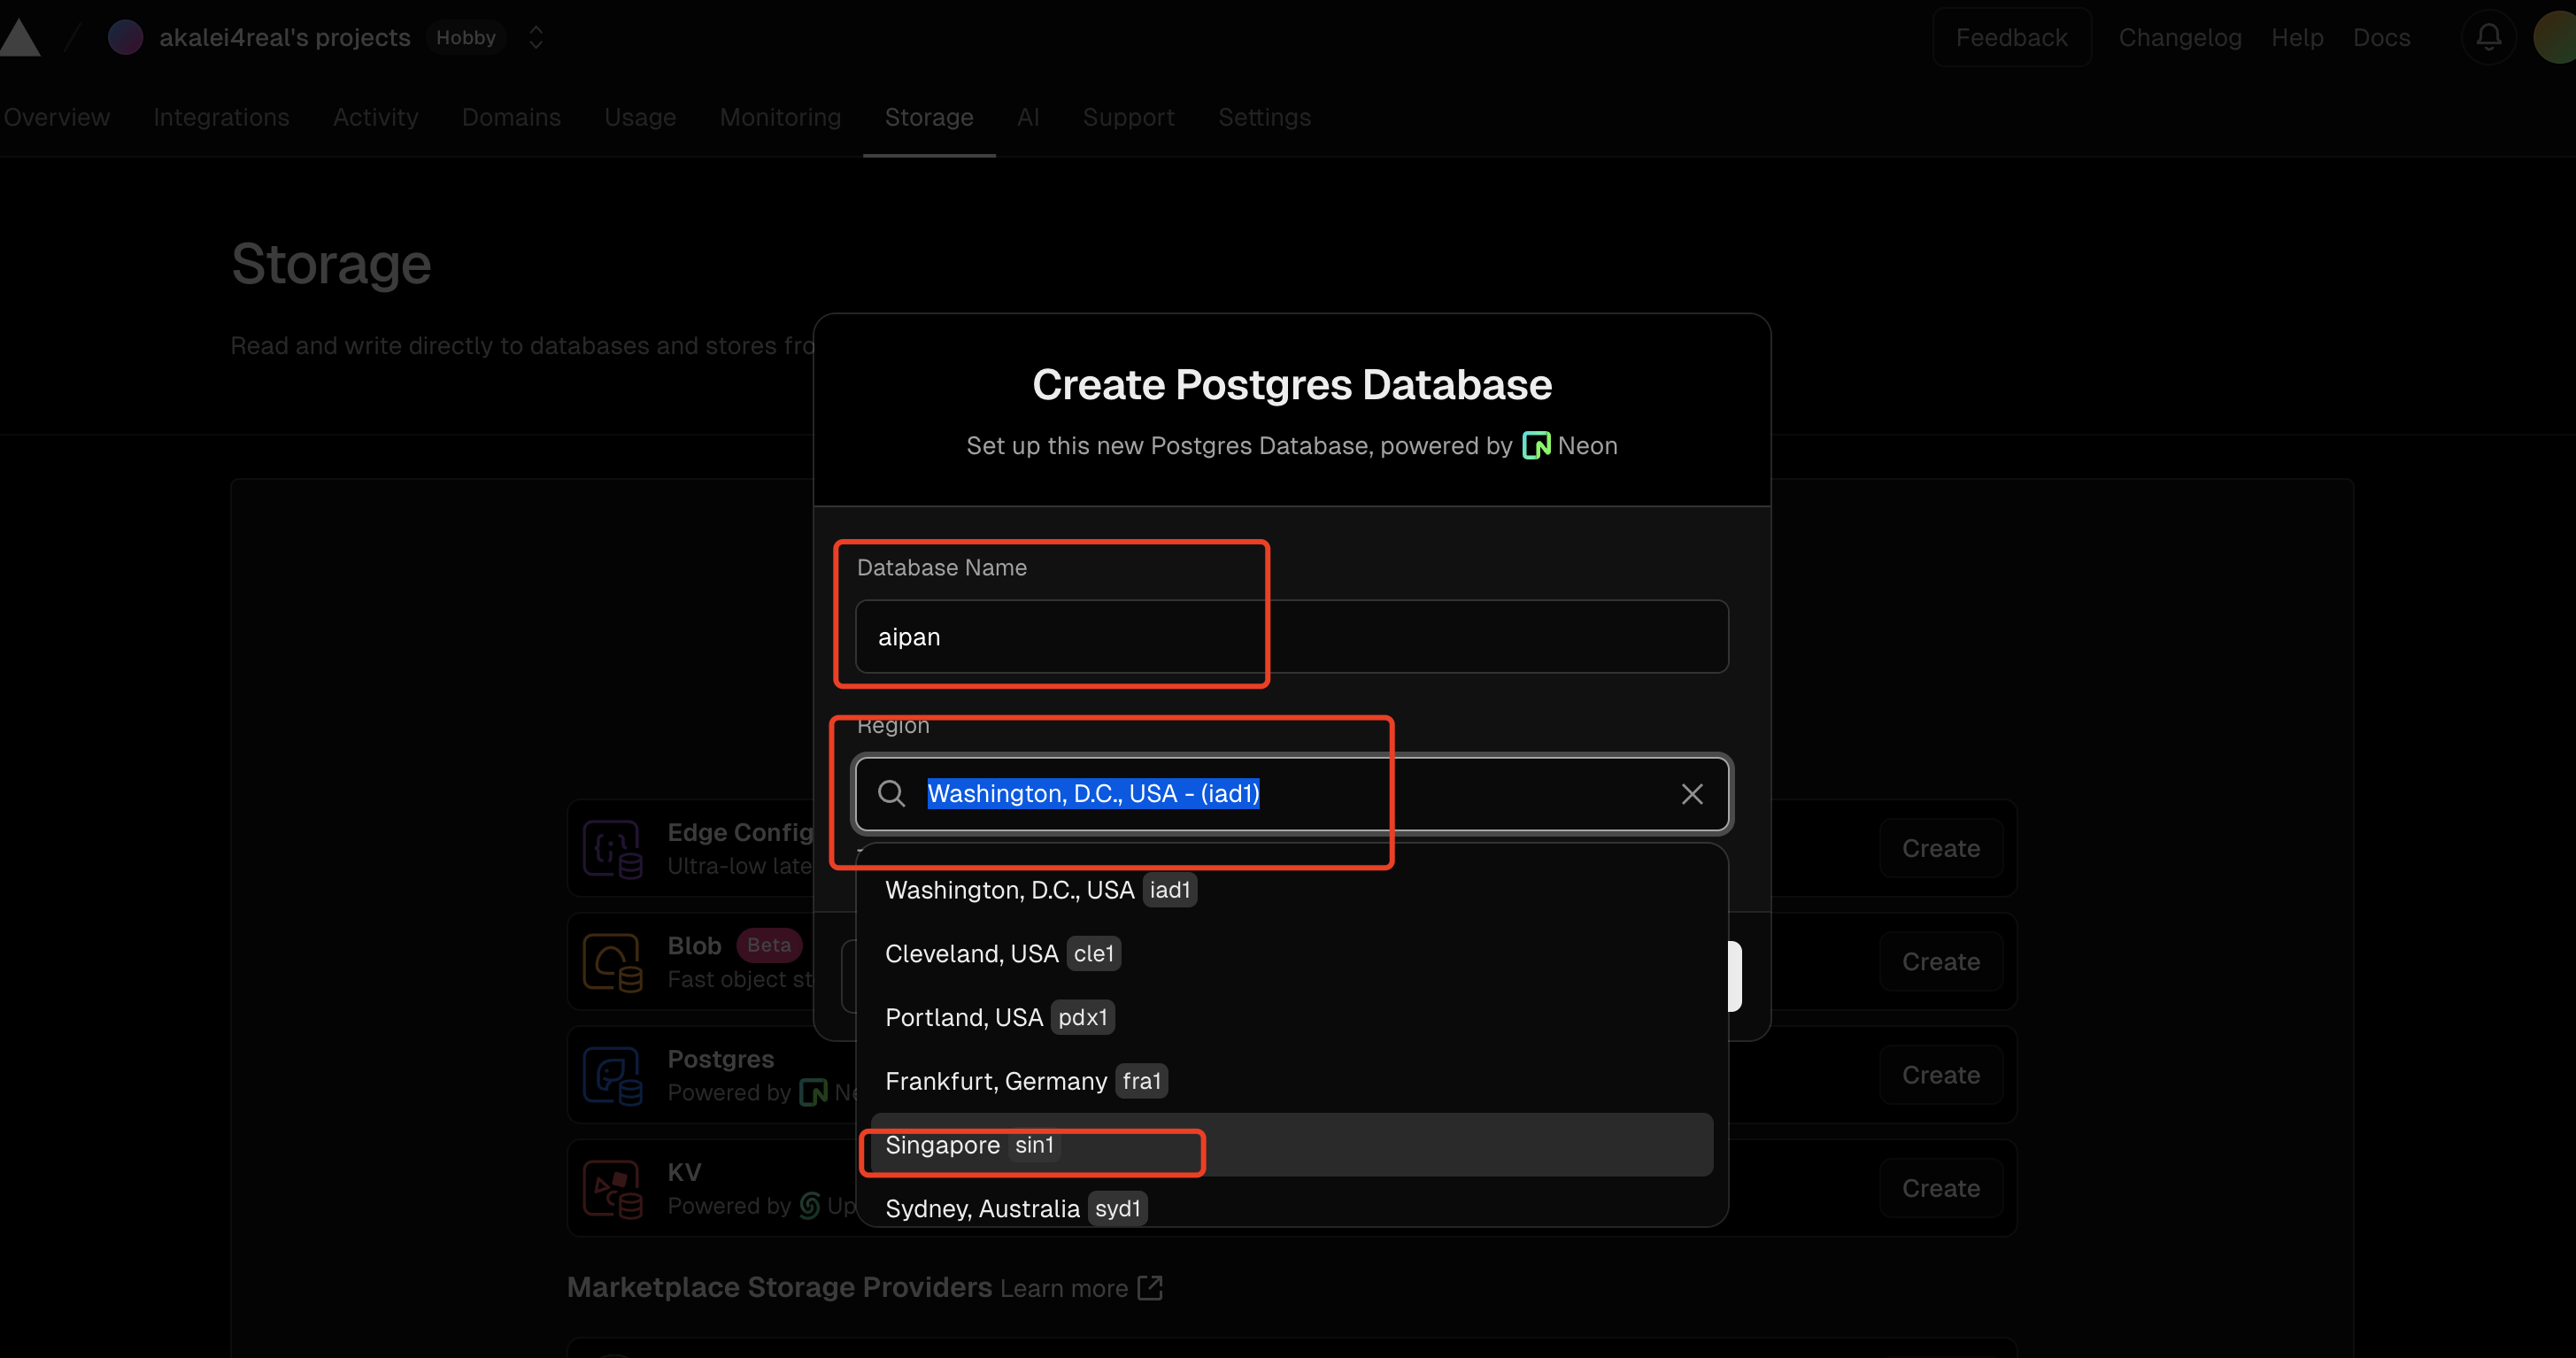 akalei4real's projects Hobby
Feedback Changelog Help Docs
Overview Integrations Activity Domains Usage Monitoring Storage AI Support Settings
Storage
Read and write directly to databases and stores fro
Create Postgres Database
Set up this new Postgres Database, powered by Neon
Database Name
aipan
Region
Washington, D.C., USA - (iad1)
Washington, D.C., USA iad1
Cleveland, USA cle1
Portland, USA pdx1
Frankfurt, Germany fra1
Singapore sin1
Sydney, Australia syd1
Edge Config
Ultra-low late
Create
Blob Beta
Fast object st
Create
Postgres
Powered by Ne
Create
KV
Powered by Up
Create
Marketplace Storage Providers Learn more